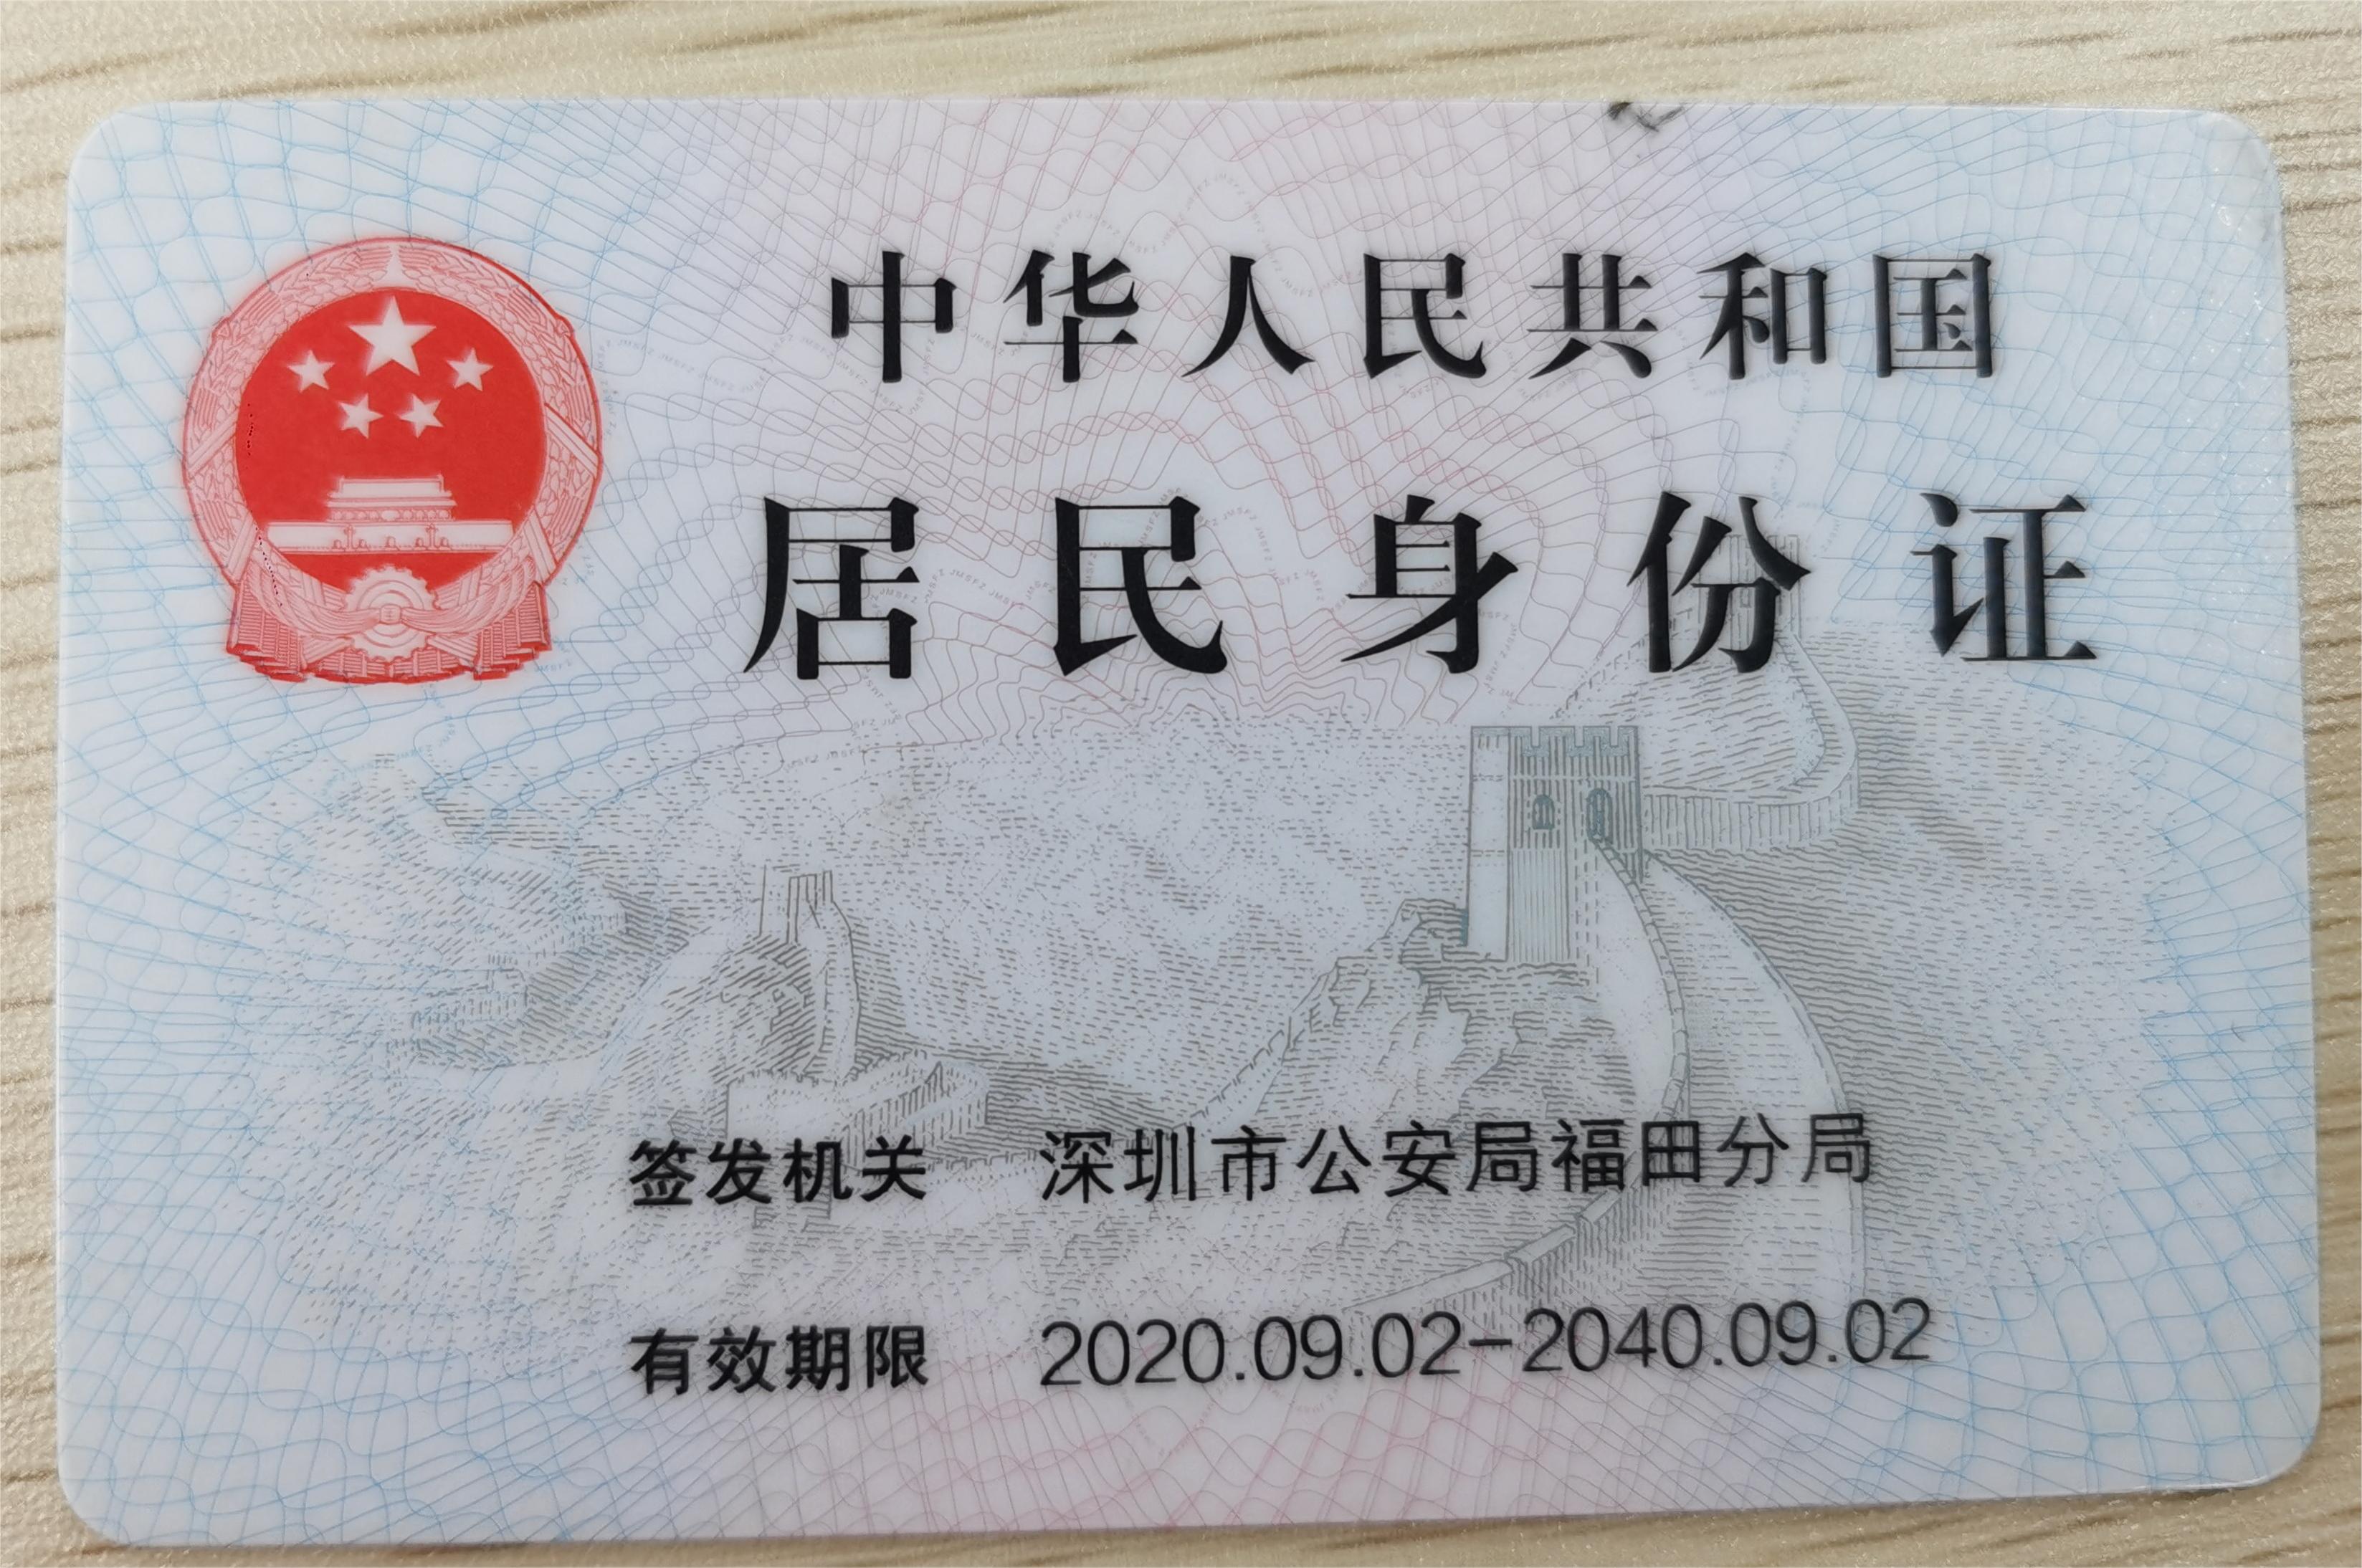 中华人民共和国
居民身份证
签发机关 深圳市公安局福田分局
有效期限 2020.09.02-2040.09.02